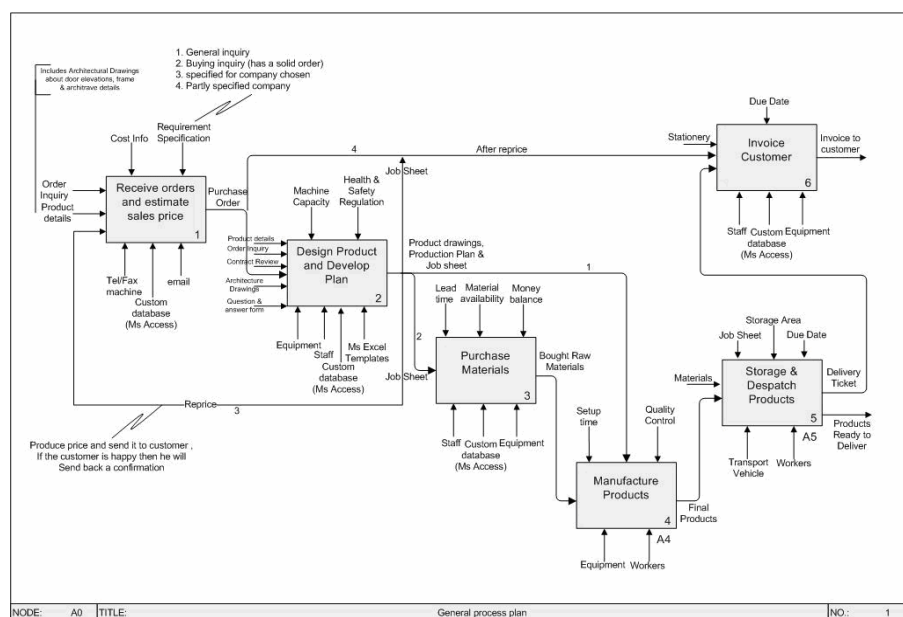 1. General inquiry
2. Buying inquiry (has a solid order)
3. specified for company chosen
4. Partly specified company
Includes Architectural Drawings
about door elevations, frame
& architrave details
Cost Info
Requirement
Specification
Order
Inquiry
Product
details
Receive orders
and estimate
sales price
1
Purchase
Order
Tel/Fax
machine
Custom
database
(Ms Access)
email
4
After reprice
Job Sheet
Machine
Capacity
Health &
Safety
Regulation
Product details
Order Inquiry
Contract Review
Architecture
Drawings
Question &
answer form
Design Product
and Develop
Plan
2
Equipment
Staff
Custom
database
(Ms Access)
Ms Excel
Templates
Product drawings,
Production Plan &
Job sheet
1
2
Job Sheet
Reprice
3
Produce price and send it to customer ,
If the customer is happy then he will
Send back a confirmation
Lead
time
Material
availability
Money
balance
Purchase
Materials
3
Bought Raw
Materials
Staff
Custom
database
(Ms Access)
Equipment
Setup
time
Quality
Control
Manufacture
Products
4
A4
Final
Products
Equipment
Workers
Storage Area
Job Sheet
Due Date
Materials
Storage &
Despatch
Products
5
A5
Delivery
Ticket
Products
Ready to
Deliver
Transport
Vehicle
Workers
Due Date
Stationery
Invoice
Customer
6
Invoice to
customer
Staff
Custom
database
(Ms Access)
Equipment
NODE: A0 TITLE: General process plan NO.: 1